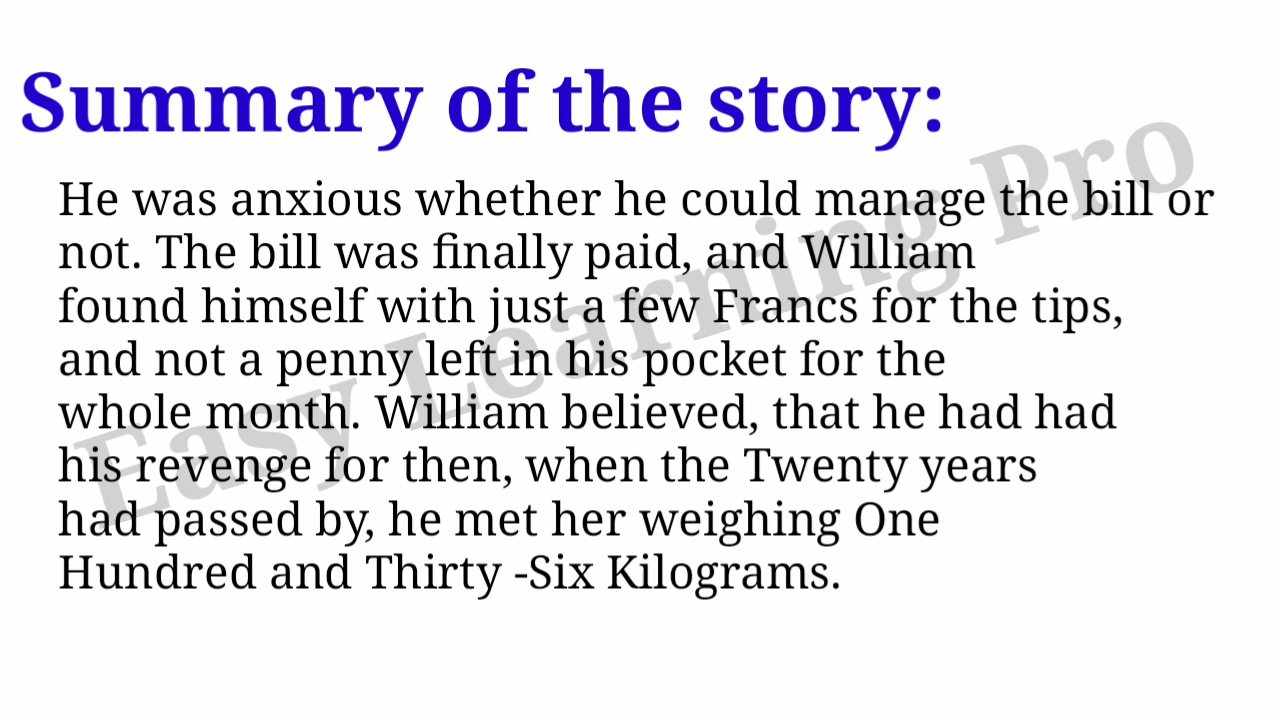 Summary of the story:
He was anxious whether he could manage the bill or
not. The bill was finally paid, and William
found himself with just a few Francs for the tips,
and not a penny left in his pocket for the
whole month. William believed, that he had had
his revenge for then, when the Twenty years
had passed by, he met her weighing One
Hundred and Thirty -Six Kilograms.
Easy Learning Pro